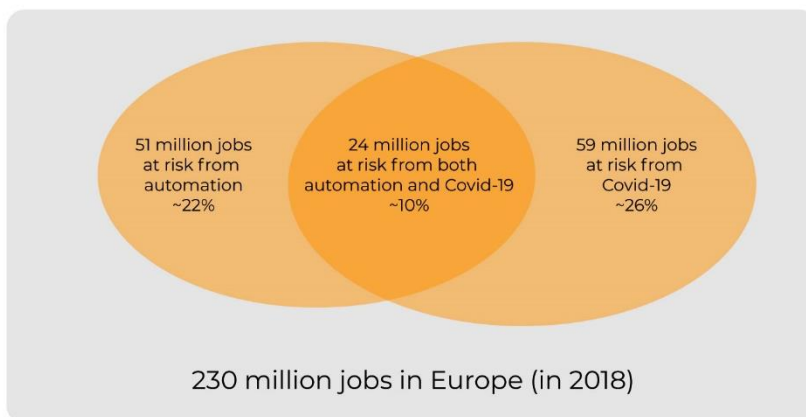 51 million jobs
at risk from
automation
~22%
24 million jobs
at risk from both
automation and Covid-19
~10%
59 million jobs
at risk from
Covid-19
~26%
230 million jobs in Europe (in 2018)